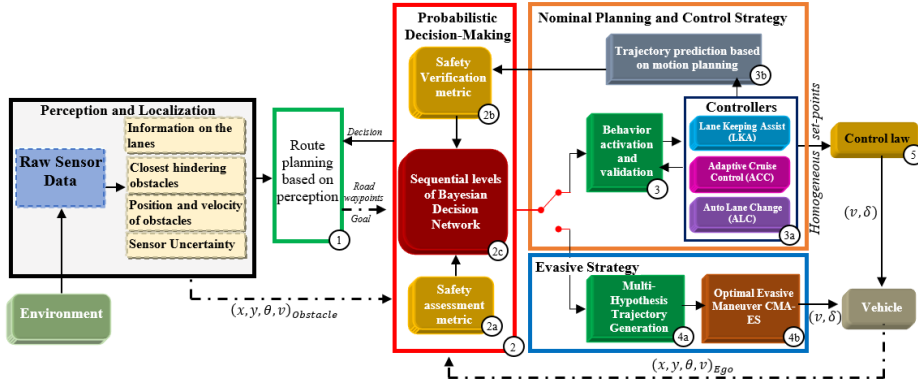 Perception and Localization
Raw Sensor
Data
Information on the
lanes
Closest hindering
obstacles
Position and velocity
of obstacles
Sensor Uncertainty
Environment
(x, y, θ, v)Obstacle
Route
planning
based on
perception
1
Decision
Road
waypoints
Goal
Probabilistic
Decision-Making
Safety
Verification
metric
2b
Sequential levels
of Bayesian
Decision
Network
2c
Safety
assessment
metric
2a
2
Nominal Planning and Control Strategy
Trajectory prediction based
on motion planning
3b
Behavior
activation
and
validation
3
Controllers
Lane Keeping Assist
(LKA)
Adaptive Cruise
Control (ACC)
Auto Lane Change
(ALC)
3a
Homogeneous set-points
Evasive Strategy
Multi-
Hypothesis
Trajectory
Generation
4a
Optimal Evasive
Maneuver CMA-
ES
4b
(v, δ)
Control law
5
(v, δ)
Vehicle
(x, y, θ, v)Ego